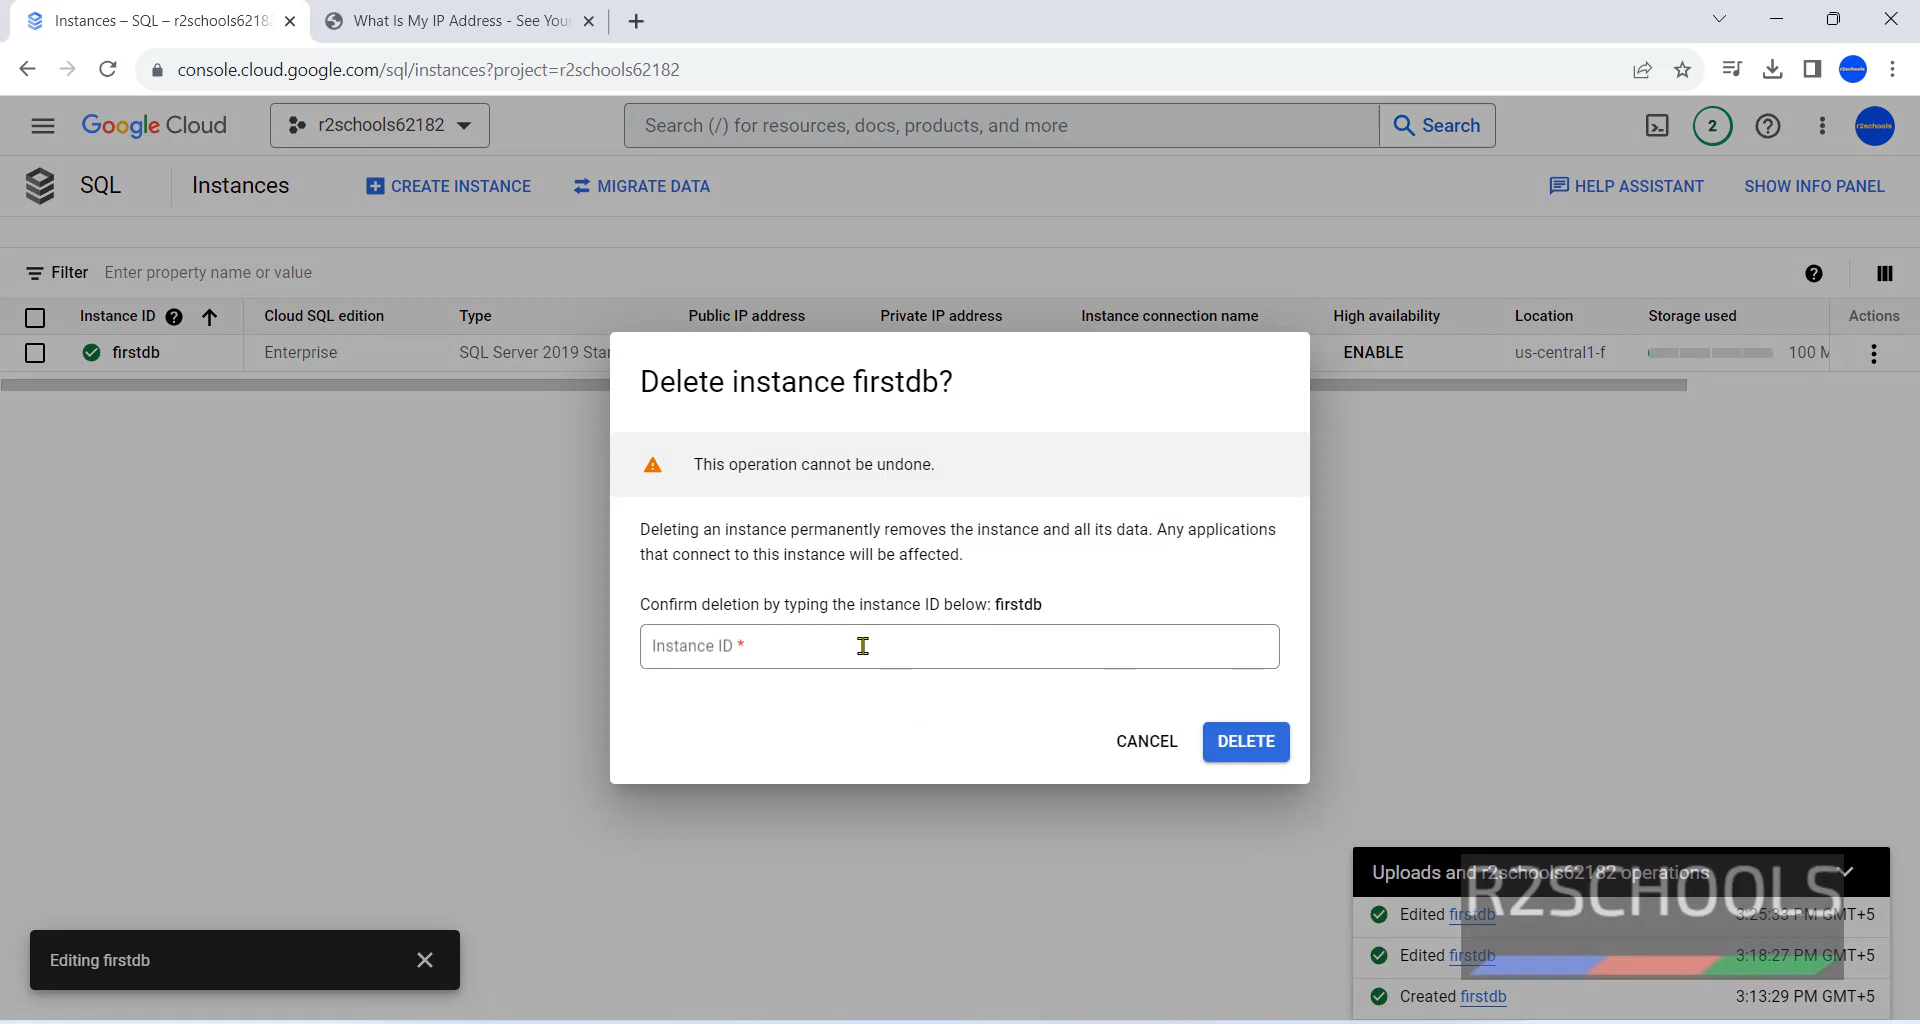 Instances – SQL – r2schools6218
What Is My IP Address - See You
console.cloud.google.com/sql/instances?project=r2schools62182
r2schools
Google Cloud
r2schools62182
Search (/) for resources, docs, products, and more
Search
2
r2schools
SQL
Instances
CREATE INSTANCE
MIGRATE DATA
HELP ASSISTANT
SHOW INFO PANEL
Filter Enter property name or value
Instance ID Cloud SQL edition Type Public IP address Private IP address Instance connection name High availability Location Storage used Actions
firstdb Enterprise SQL Server 2019 Sta ENABLE us-central1-f 100 M
Delete instance firstdb?
This operation cannot be undone.
Deleting an instance permanently removes the instance and all its data. Any applications
that connect to this instance will be affected.
Confirm deletion by typing the instance ID below: firstdb
Instance ID *
CANCEL
DELETE
Uploads and r2schools62182 operations
R2SCHOOLS
Edited firstdb 3:25:33 PM GMT+5
Edited firstdb 3:18:27 PM GMT+5
Created firstdb 3:13:29 PM GMT+5
Editing firstdb